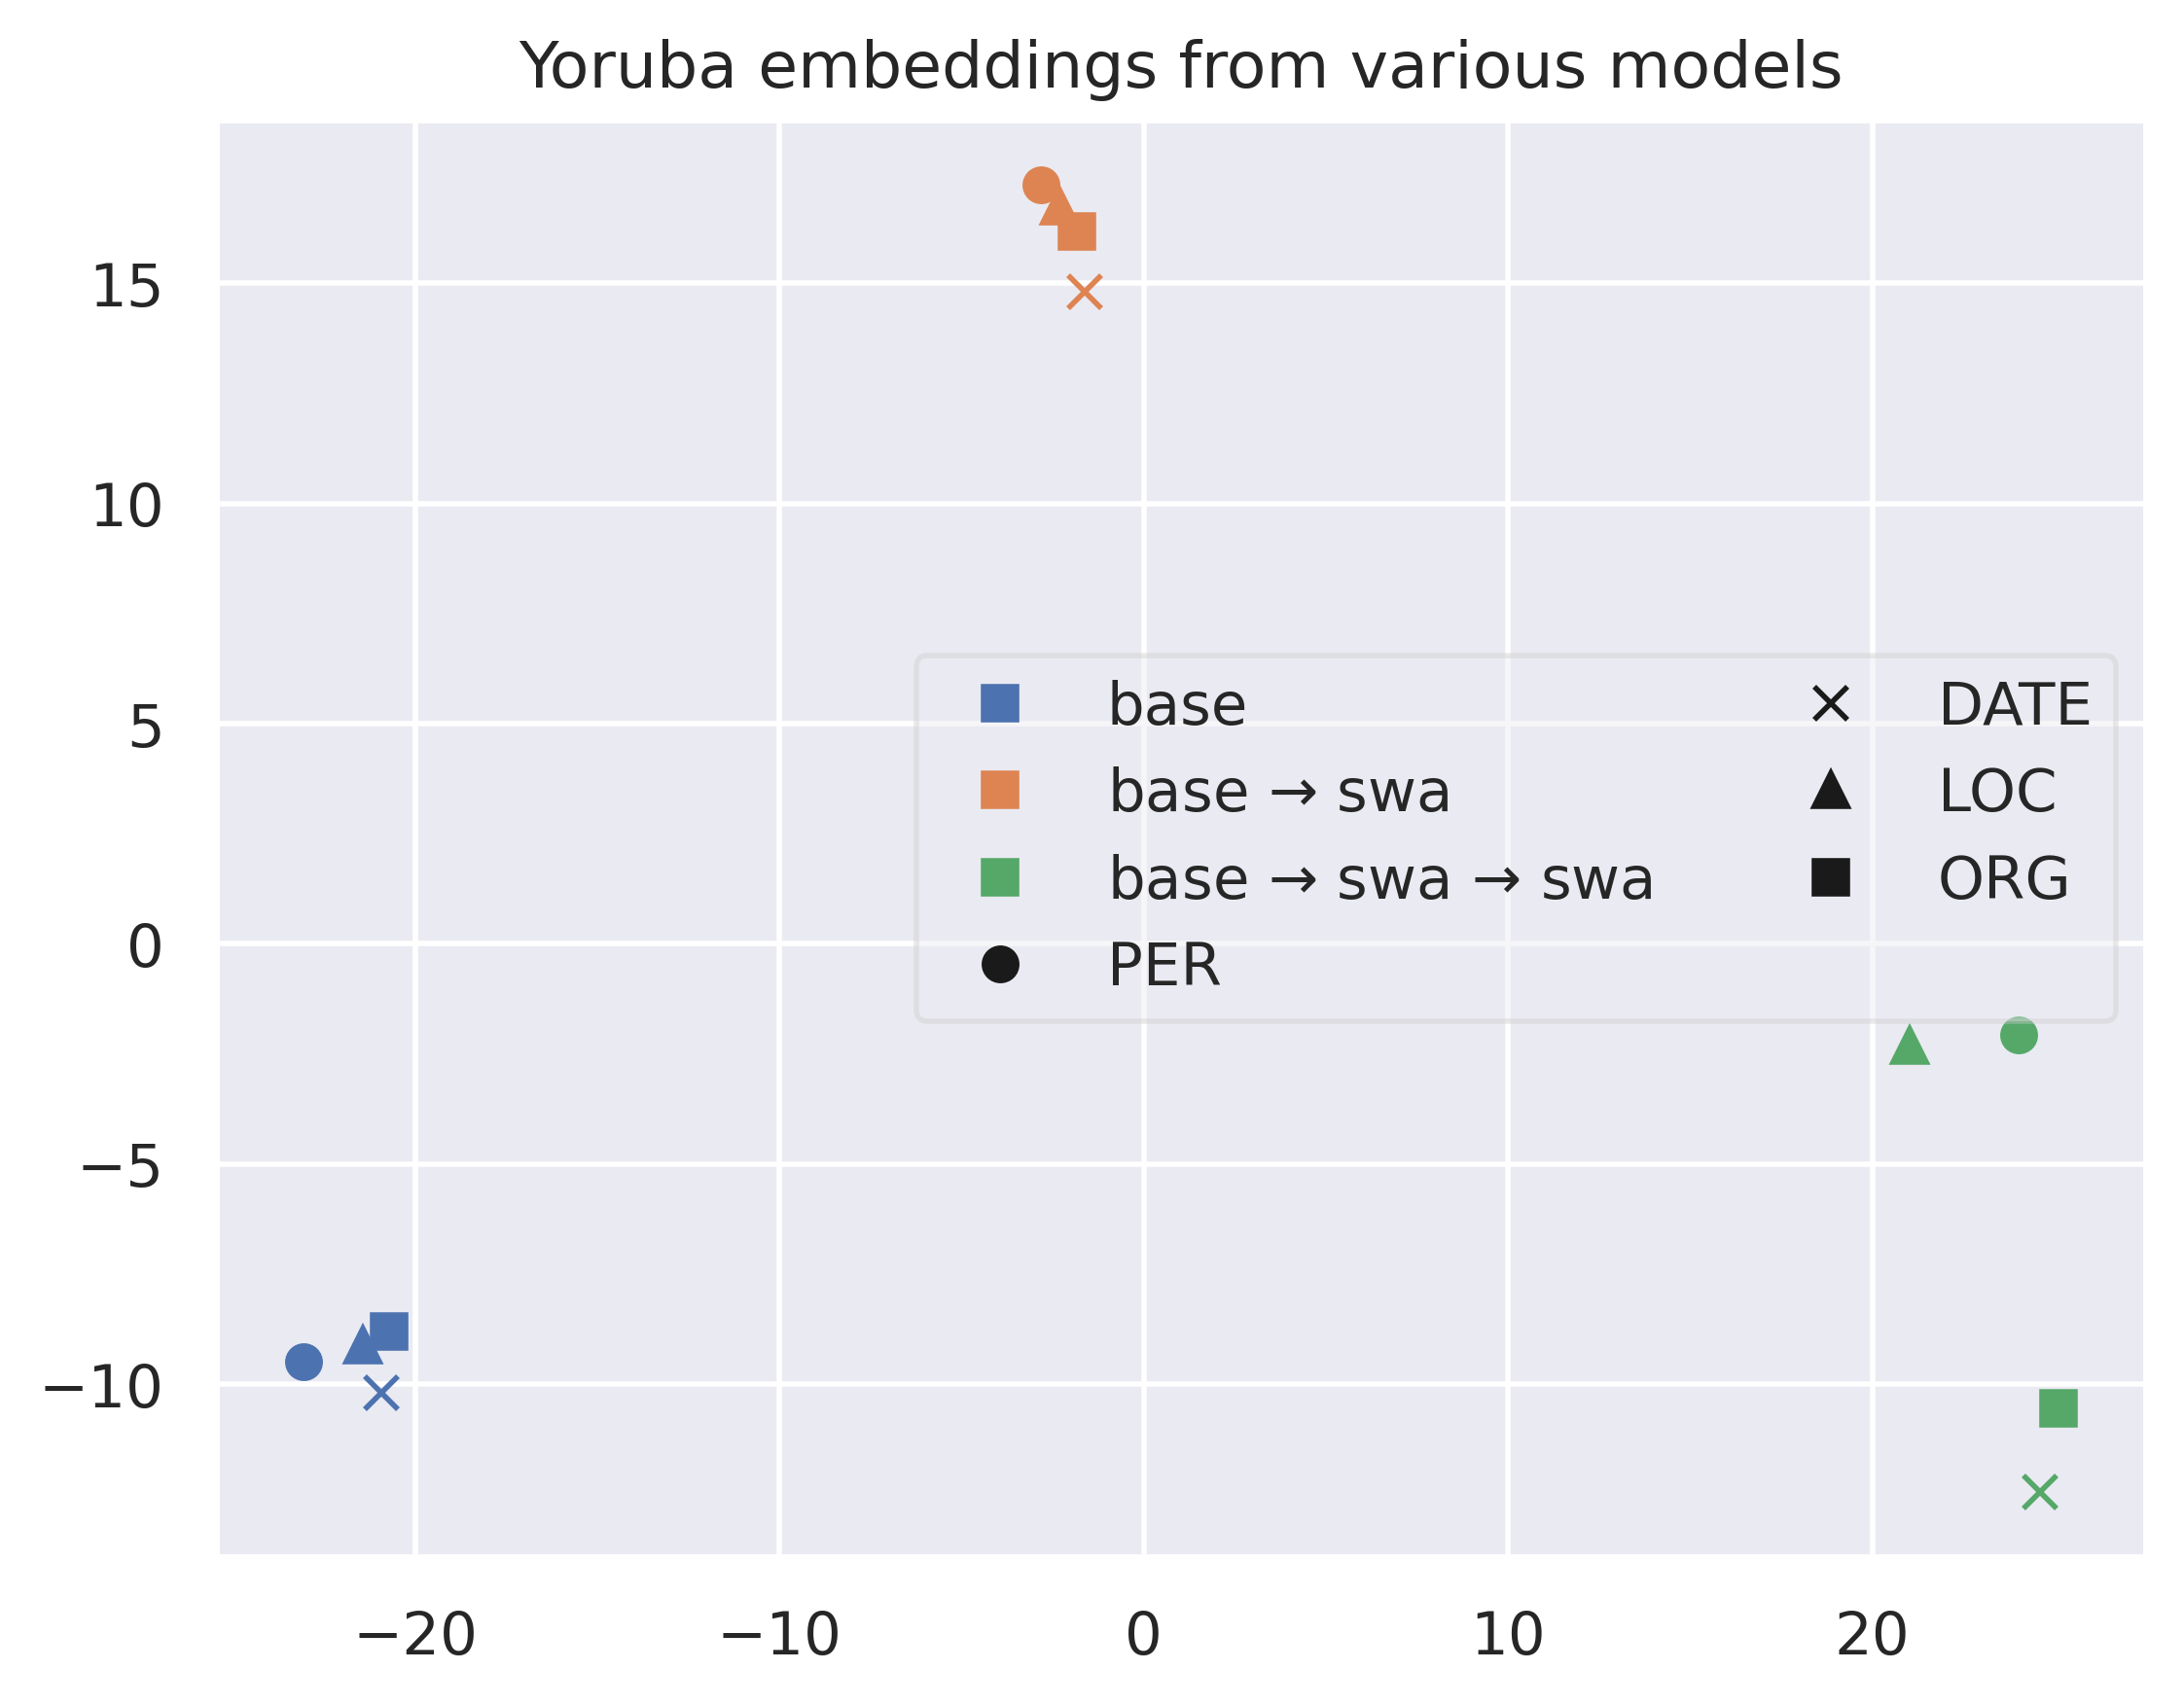 Yoruba embeddings from various models
15
10
5
0
−5
−10
base
base → swa
base → swa → swa
PER
DATE
LOC
ORG
−20 −10 0 10 20